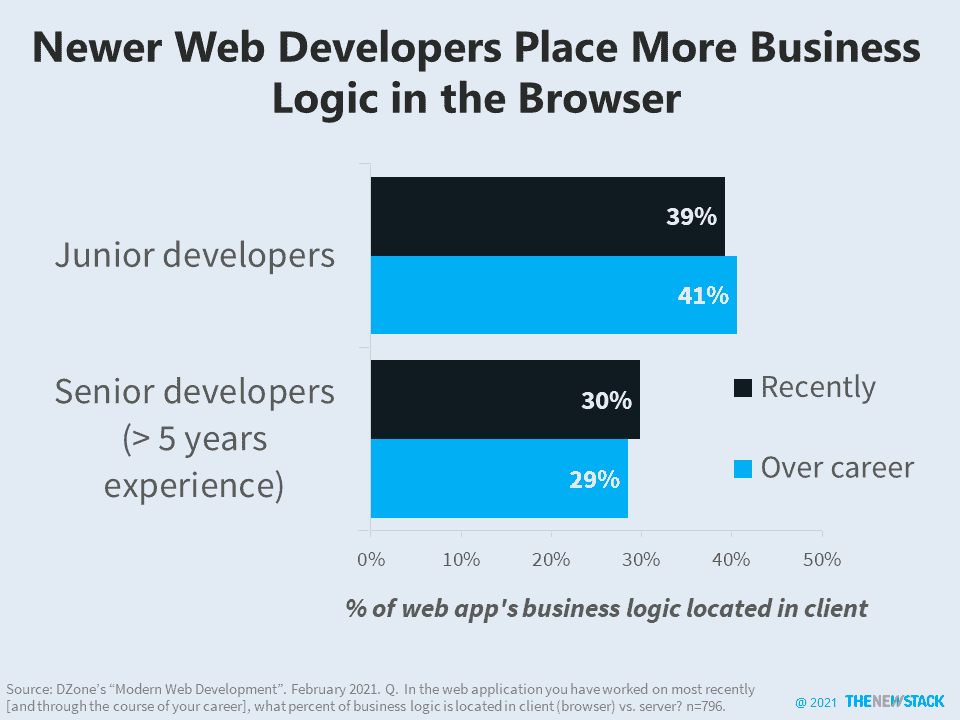 Newer Web Developers Place More Business
Logic in the Browser
Junior developers
39%
41%
Senior developers
(> 5 years
experience)
30%
29%
Recently
Over career
0% 10% 20% 30% 40% 50%
% of web app's business logic located in client
Source: DZone's “Modern Web Development”. February 2021. Q. In the web application you have worked on most recently
[and through the course of your career], what percent of business logic is located in client (browser) vs. server? n=796.
@ 2021 THENEWSTACK